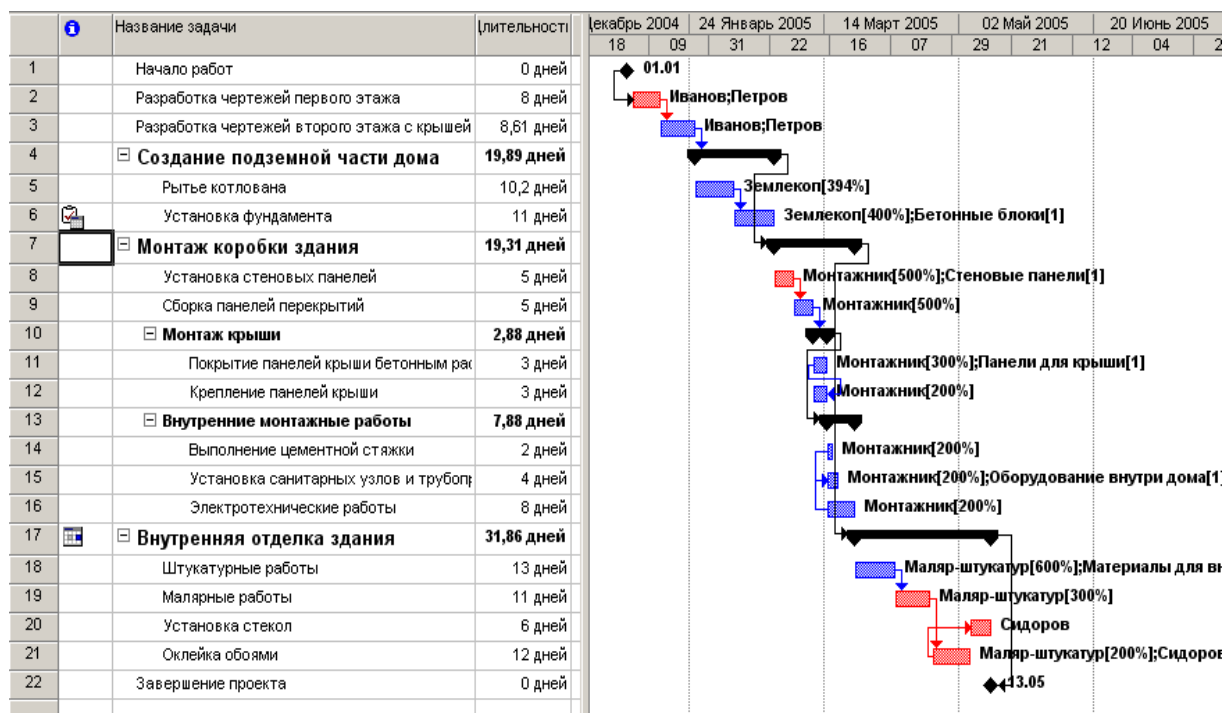 Название задачи Длительност
Декабрь 2004 24 Январь 2005 14 Март 2005 02 Май 2005 20 Июнь 2005
18 09 31 22 16 07 29 21 12 04 2
1 Начало работ 0 дней 01.01
2 Разработка чертежей первого этажа 8 дней Иванов;Петров
3 Разработка чертежей второго этажа с крышей 8,61 дней Иванов;Петров
4 Создание подземной части дома 19,89 дней
5 Рытье котлована 10,2 дней Землекоп[394%]
6 Установка фундамента 11 дней Землекоп[400%];Бетонные блоки[1]
7 Монтаж коробки здания 19,31 дней
8 Установка стеновых панелей 5 дней Монтажник[500%];Стеновые панели[1]
9 Сборка панелей перекрытий 5 дней Монтажник[500%]
10 Монтаж крыши 2,88 дней
11 Покрытие панелей крыши бетонным рас 3 дней Монтажник[300%];Панели для крыши[1]
12 Крепление панелей крыши 3 дней Монтажник[200%]
13 Внутренние монтажные работы 7,88 дней
14 Выполнение цементной стяжки 2 дней Монтажник[200%]
15 Установка санитарных узлов и трубопр 4 дней Монтажник[200%];Оборудование внутри дома[1]
16 Электротехнические работы 8 дней Монтажник[200%]
17 Внутренняя отделка здания 31,86 дней
18 Штукатурные работы 13 дней Маляр-штукатур[600%];Материалы для вн
19 Малярные работы 11 дней Маляр-штукатур[300%]
20 Установка стекол 6 дней Сидоров
21 Оклейка обоями 12 дней Маляр-штукатур[200%];Сидоров
22 Завершение проекта 0 дней 13.05